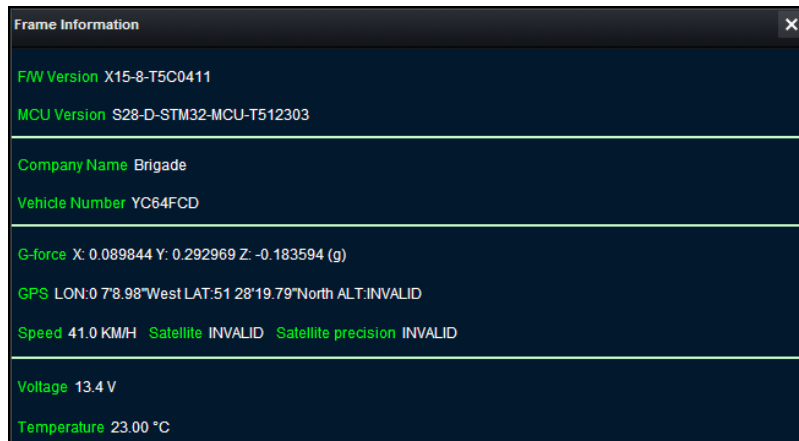 Frame Information
F/W Version X15-8-T5C0411
MCU Version S28-D-STM32-MCU-T512303
Company Name Brigade
Vehicle Number YC64FCD
G-force X: 0.089844 Y: 0.292969 Z: -0.183594 (g)
GPS LON:0 7'8.98"West LAT:51 28'19.79"North ALT:INVALID
Speed 41.0 KM/H Satellite INVALID Satellite precision INVALID
Voltage 13.4 V
Temperature 23.00 °C